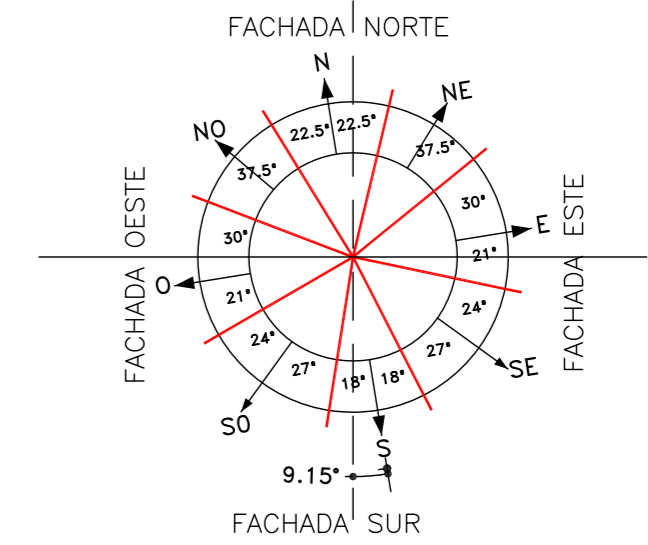 FACHADA NORTE
N
NE
NO
22.5°
22.5°
37.5°
37.5°
FACHADA OESTE
FACHADA ESTE
30°
30°
E
21°
O
21°
24°
24°
27°
27°
SE
18°
18°
SO
S
9.15°
FACHADA SUR